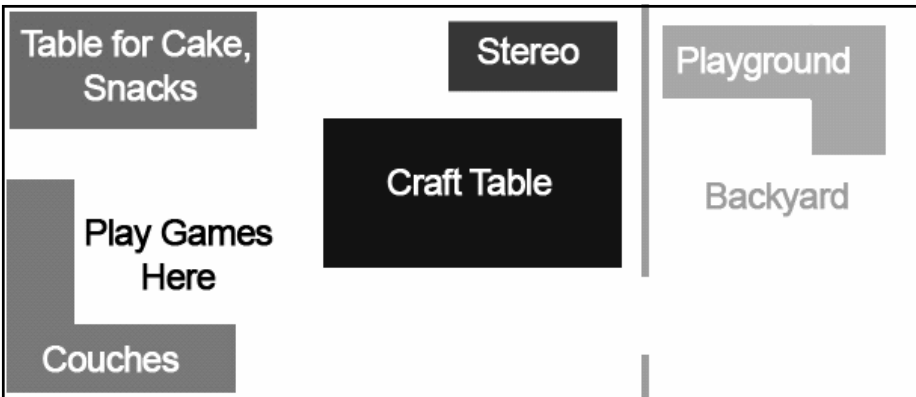 Table for Cake,
Snacks
Stereo
Playground
Craft Table
Backyard
Play Games
Here
Couches